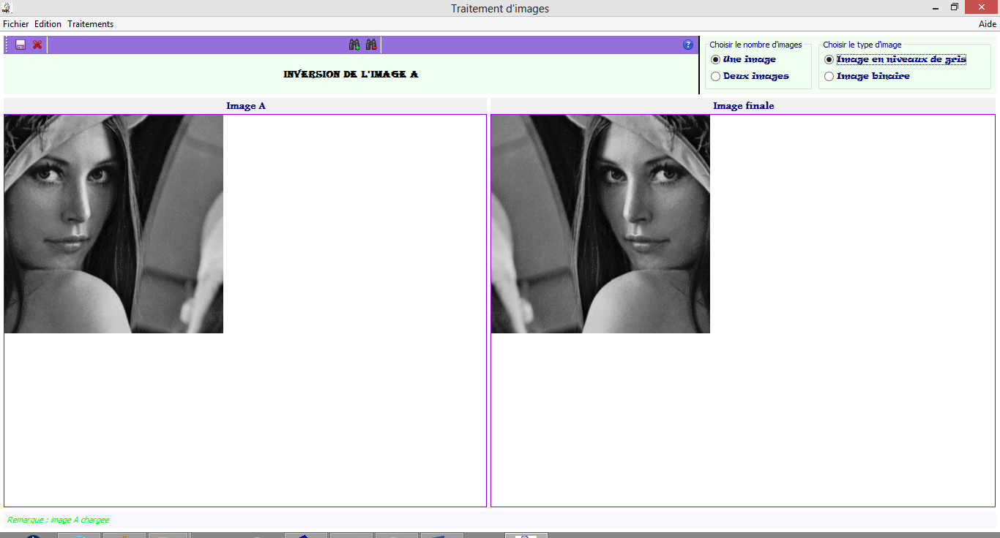 Traitement d'images
Fichier Edition Traitements Aide
INVERSION DE L'IMAGE A
Choisir le nombre d'images
Une image
Deux images
Choisir le type d'image
Image en niveaux de gris
Image binaire
Image A
Image finale
Remarque : image A chargee